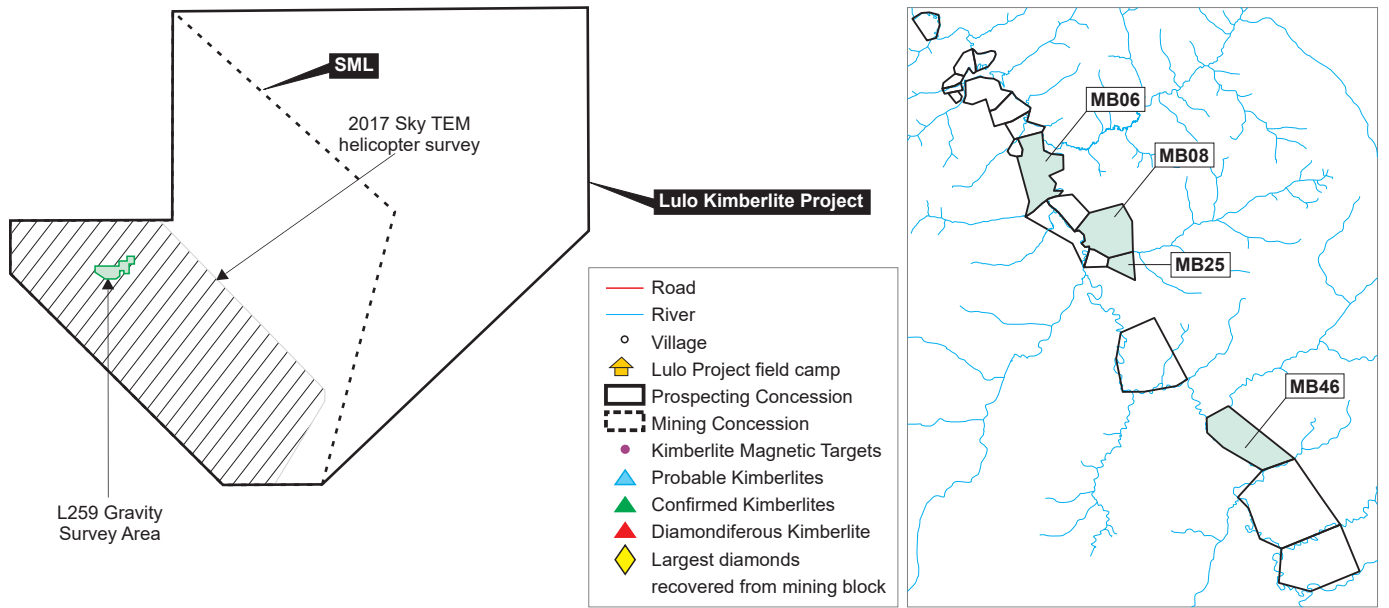 SML
2017 Sky TEM
helicopter survey
Lulo Kimberlite Project
L259 Gravity
Survey Area
Road
River
Village
Lulo Project field camp
Prospecting Concession
Mining Concession
Kimberlite Magnetic Targets
Probable Kimberlites
Confirmed Kimberlites
Diamondiferous Kimberlite
Largest diamonds
recovered from mining block
MB06
MB08
MB25
MB46